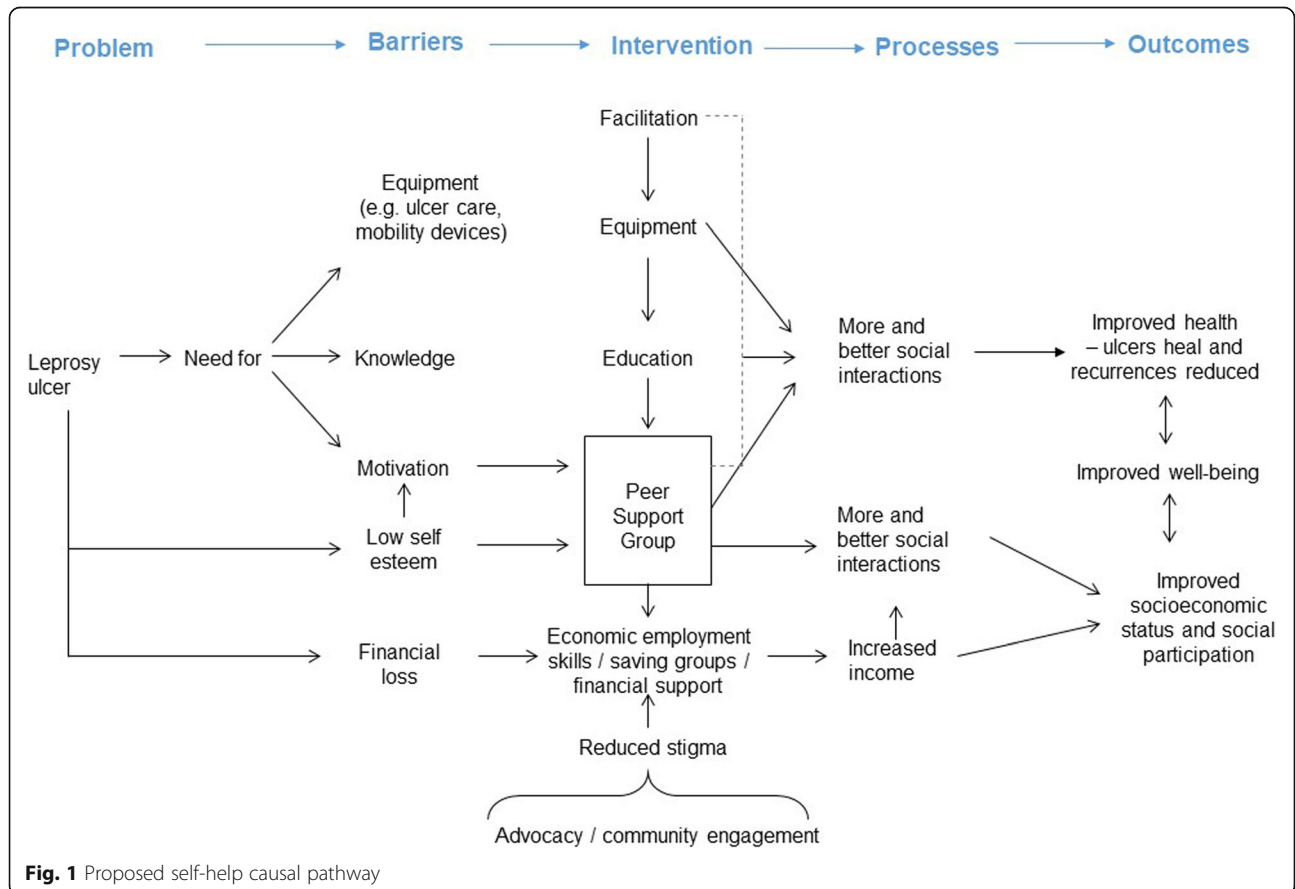 Problem
Barriers
Intervention
Processes
Outcomes
Facilitation
Equipment
(e.g. ulcer care,
mobility devices)
Equipment
Leprosy
ulcer
Need for
Knowledge
Education
More and
better social
interactions
Improved health
– ulcers heal and
recurrences reduced
Motivation
Peer
Support
Group
Improved well-being
Low self
esteem
More and
better social
interactions
Improved
socioeconomic
status and social
participation
Financial
loss
Economic employment
skills / saving groups /
financial support
Increased
income
Reduced stigma
Advocacy / community engagement
Fig. 1 Proposed self-help causal pathway